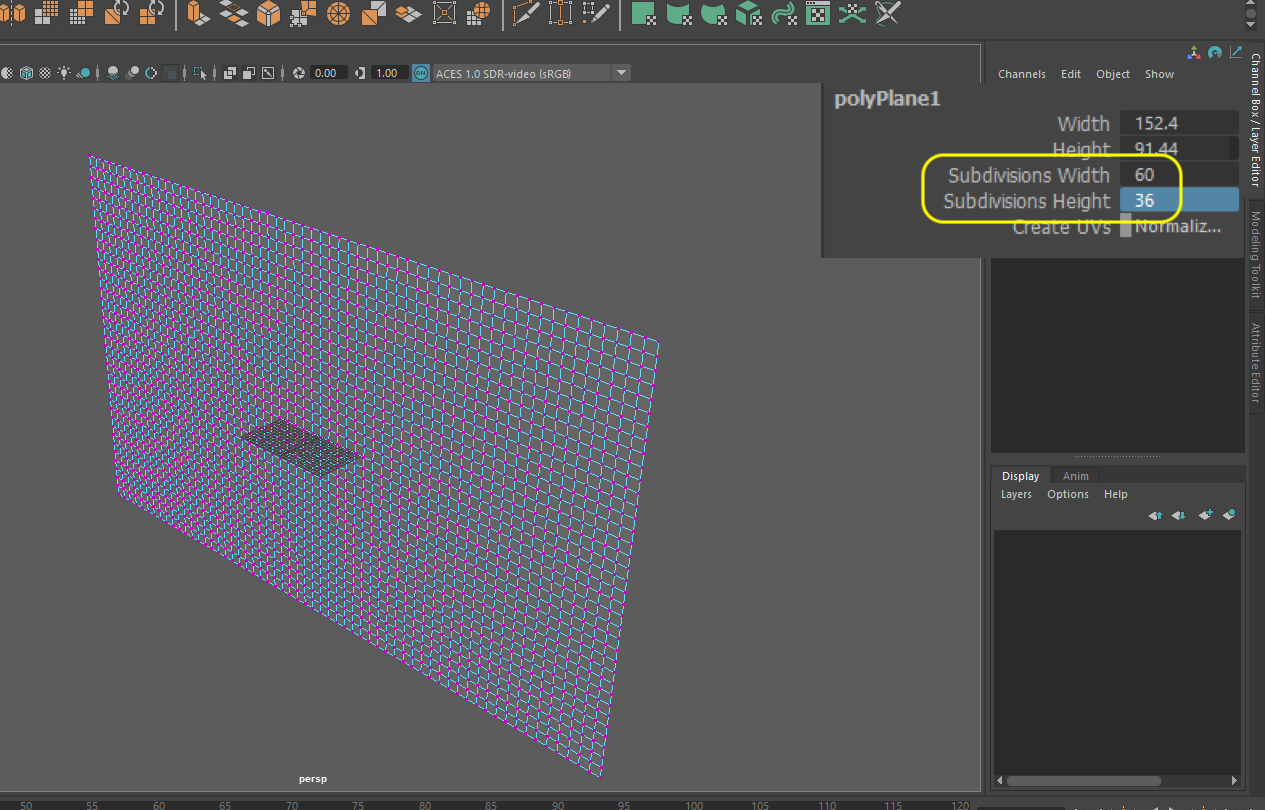 0.00
1.00
ON
ACES 1.0 SDR-video (sRGB)
Channels Edit Object Show
polyPlane1
Width 152.4
Height 91.44
Subdivisions Width 60
Subdivisions Height 36
Create UVs Normaliz...
Channel Box / Layer Editor
Modeling Toolkit
Attribute Editor
Display Anim
Layers Options Help
persp
50 55 60 65 70 75 80 85 90 95 100 105 110 115 120